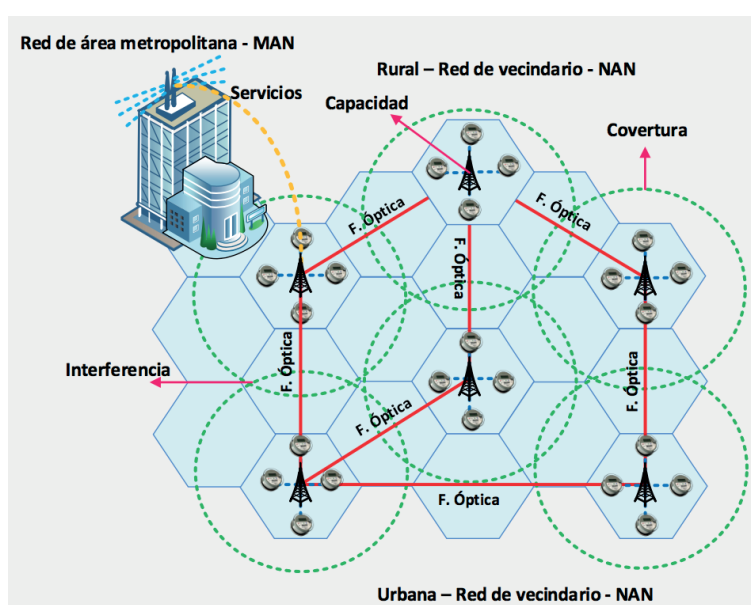 Red de área metropolitana - MAN
Servicios
Rural – Red de vecindario - NAN
Capacidad
Covertura
F. Óptica
F. Óptica
F. Óptica
Interferencia
F. Óptica
F. Óptica
F. Óptica
F. Óptica
Urbana – Red de vecindario - NAN